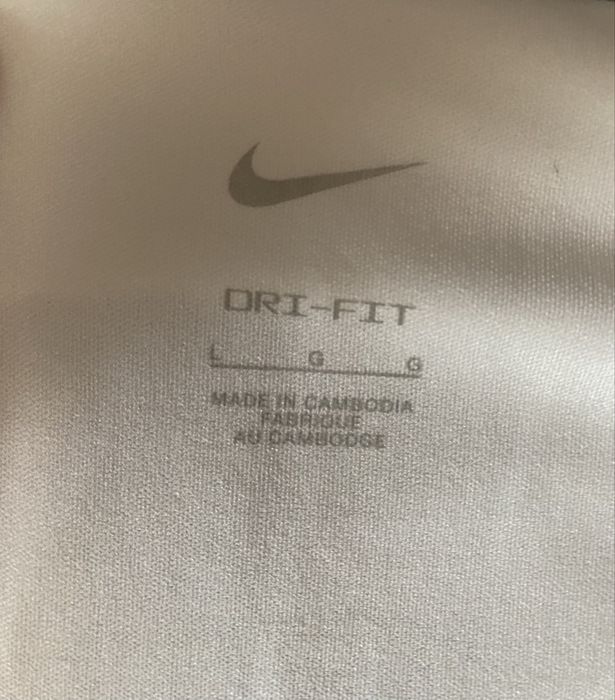 DRI-FIT
L G G
MADE IN CAMBODIA
FABRIQUE
AU CAMBODGE